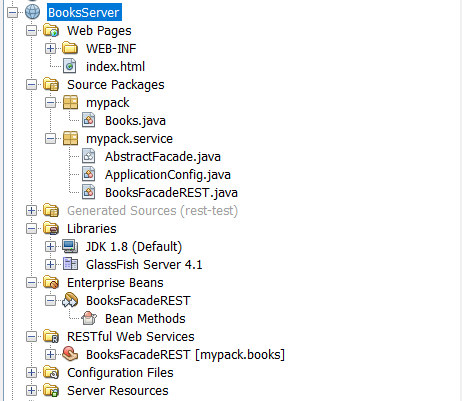 BooksServer
Web Pages
WEB-INF
index.html
Source Packages
mypack
Books.java
mypack.service
AbstractFacade.java
ApplicationConfig.java
BooksFacadeREST.java
Generated Sources (rest-test)
Libraries
JDK 1.8 (Default)
GlassFish Server 4.1
Enterprise Beans
BooksFacadeREST
Bean Methods
RESTful Web Services
BooksFacadeREST [mypack.books]
Configuration Files
Server Resources